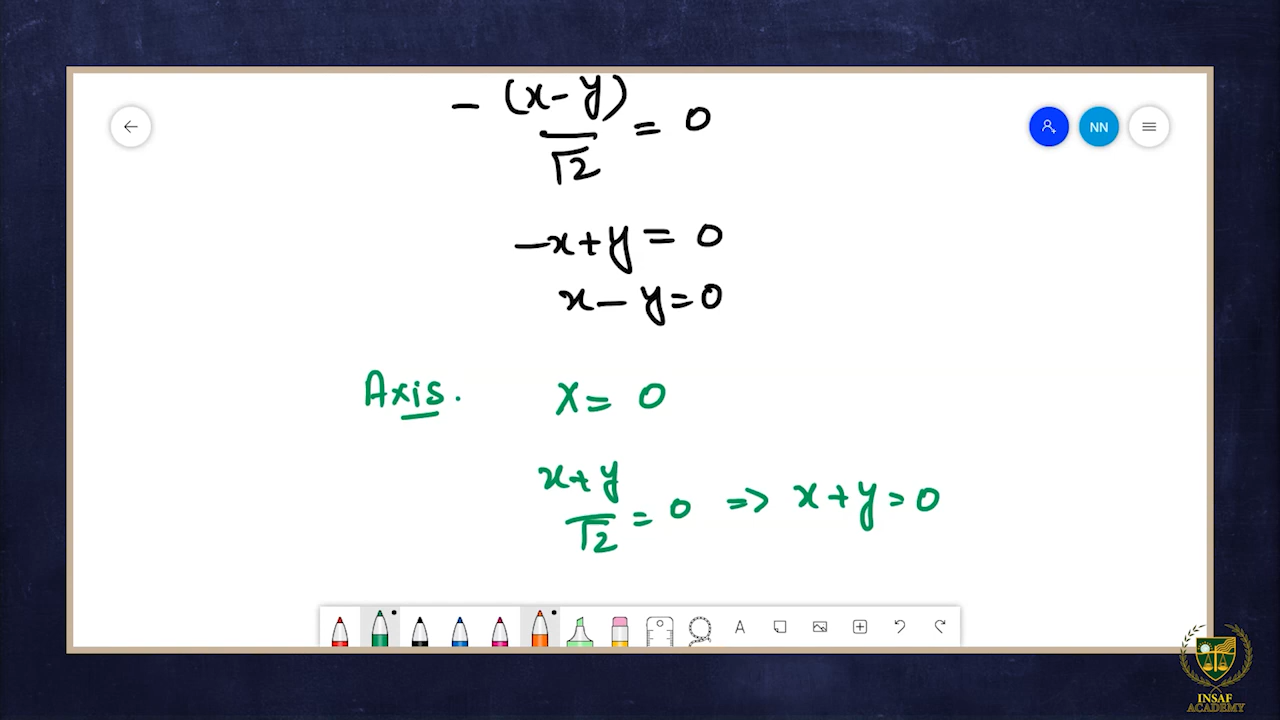 - (x-y)/√2 = 0
-x+y = 0
x-y=0
Axis. X= 0
x+y/√2 = 0 => x+y=0
NN
A
INSAF
ACADEMY